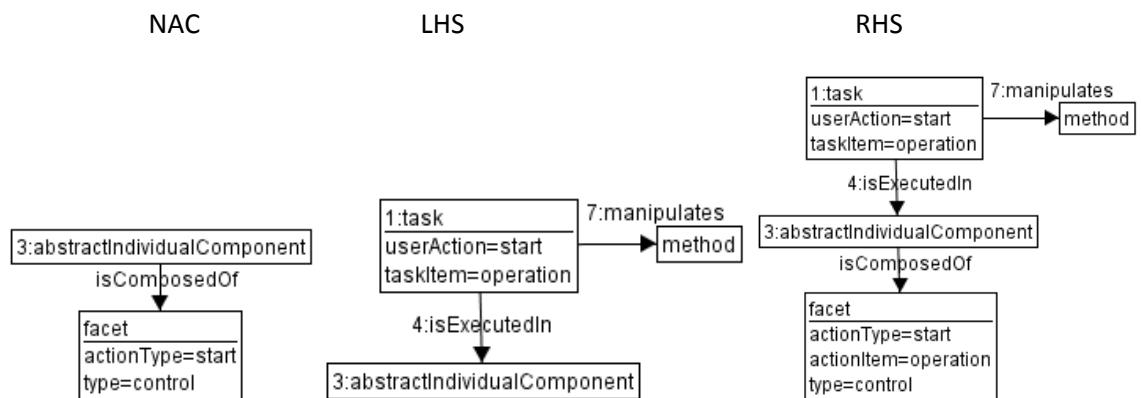 NAC
LHS
RHS
3:abstractIndividualComponent
isComposedOf
facet
actionType=start
type=control
1:task
userAction=start
taskItem=operation
7:manipulates
method
4:isExecutedIn
3:abstractIndividualComponent
1:task
userAction=start
taskItem=operation
7:manipulates
method
4:isExecutedIn
3:abstractIndividualComponent
isComposedOf
facet
actionType=start
actionItem=operation
type=control